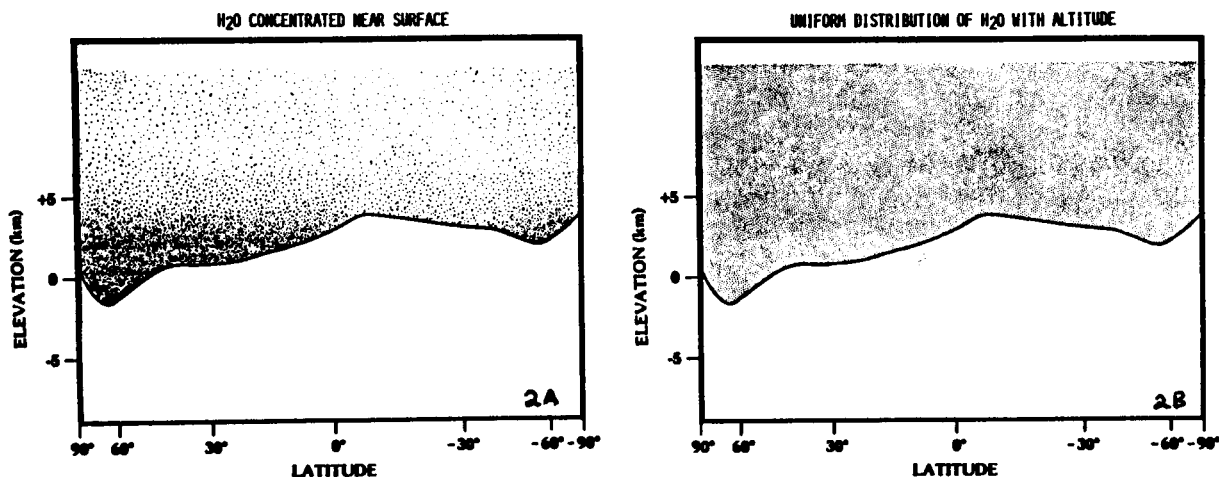 H2O CONCENTRATED NEAR SURFACE
ELEVATION (km)
+5
0
-5
2A
90° 60° 30° 0° -30° -60° -90°
LATITUDE
UNIFORM DISTRIBUTION OF H2O WITH ALTITUDE
ELEVATION (km)
+5
0
-5
2B
90° 60° 30° 0° -30° -60° -90°
LATITUDE